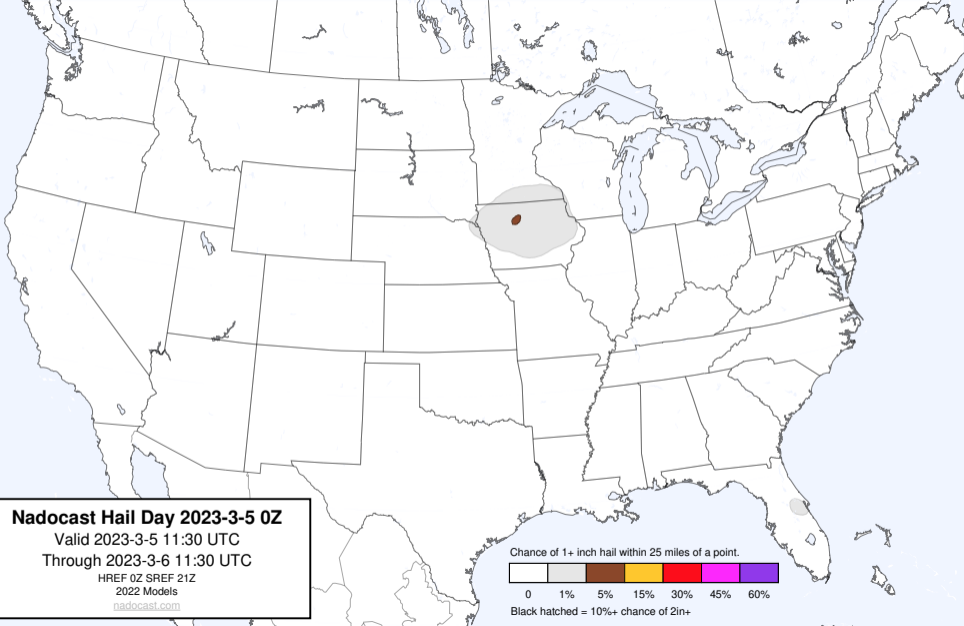 Nadocast Hail Day 2023-3-5 0Z
Valid 2023-3-5 11:30 UTC
Through 2023-3-6 11:30 UTC
HREF 0Z SREF 21Z
2022 Models
nadocast.com
Chance of 1+ inch hail within 25 miles of a point.
0 1% 5% 15% 30% 45% 60%
Black hatched = 10%+ chance of 2in+